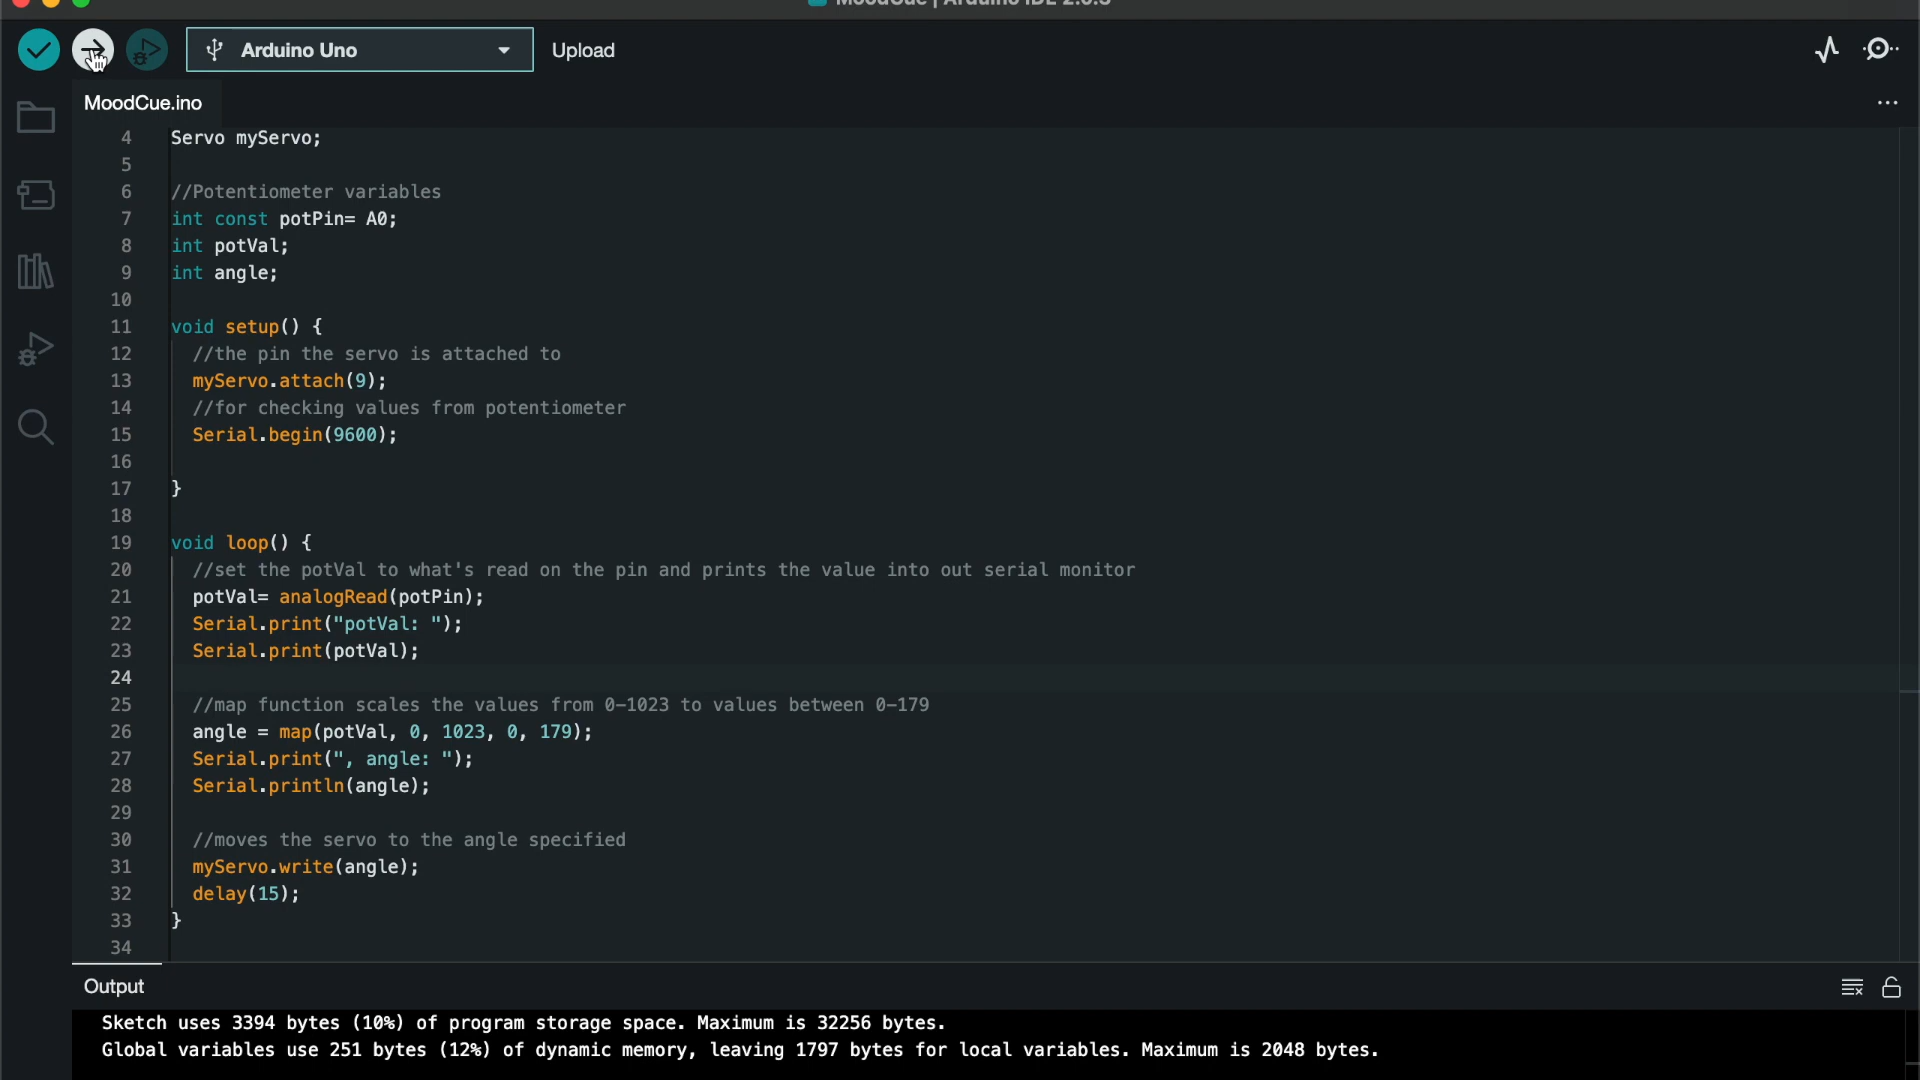 MoodCue | Arduino IDE 2.0.3
Arduino Uno
Upload
MoodCue.ino
4 Servo myServo;
5
6 //Potentiometer variables
7 int const potPin= A0;
8 int potVal;
9 int angle;
10
11 void setup() {
12 //the pin the servo is attached to
13 myServo.attach(9);
14 //for checking values from potentiometer
15 Serial.begin(9600);
16
17 }
18
19 void loop() {
20 //set the potVal to what's read on the pin and prints the value into out serial monitor
21 potVal= analogRead(potPin);
22 Serial.print("potVal: ");
23 Serial.print(potVal);
24
25 //map function scales the values from 0-1023 to values between 0-179
26 angle = map(potVal, 0, 1023, 0, 179);
27 Serial.print(", angle: ");
28 Serial.println(angle);
29
30 //moves the servo to the angle specified
31 myServo.write(angle);
32 delay(15);
33 }
34
Output
Sketch uses 3394 bytes (10%) of program storage space. Maximum is 32256 bytes.
Global variables use 251 bytes (12%) of dynamic memory, leaving 1797 bytes for local variables. Maximum is 2048 bytes.